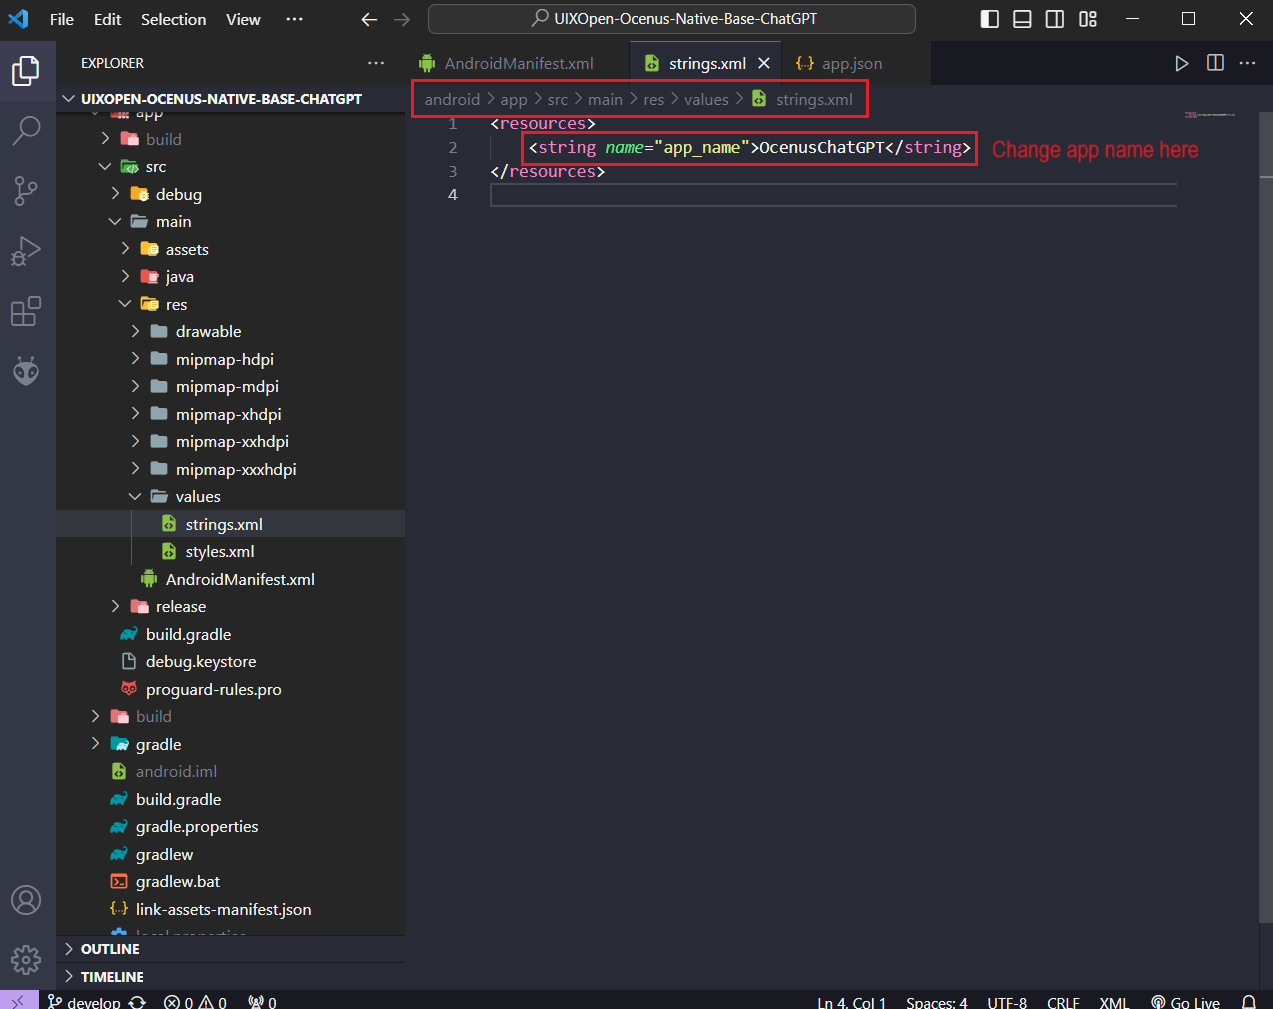 File Edit Selection View ··· UIXOpen-Ocenus-Native-Base-ChatGPT
EXPLORER ···
UIXOPEN-OCENUS-NATIVE-BASE-CHATGPT
app
build
src
debug
main
assets
java
res
drawable
mipmap-hdpi
mipmap-mdpi
mipmap-xhdpi
mipmap-xxhdpi
mipmap-xxxhdpi
values
strings.xml
styles.xml
AndroidManifest.xml
release
build.gradle
debug.keystore
proguard-rules.pro
build
gradle
android.iml
build.gradle
gradle.properties
gradlew
gradlew.bat
link-assets-manifest.json
local.properties
OUTLINE
TIMELINE
AndroidManifest.xml strings.xml app.json
android > app > src > main > res > values > strings.xml
1 <resources>
2 <string name="app_name">OcenusChatGPT</string>
Change app name here
3 </resources>
4
develop 0 0 0 Ln 4, Col 1 Spaces: 4 UTF-8 CRLF XML Go Live